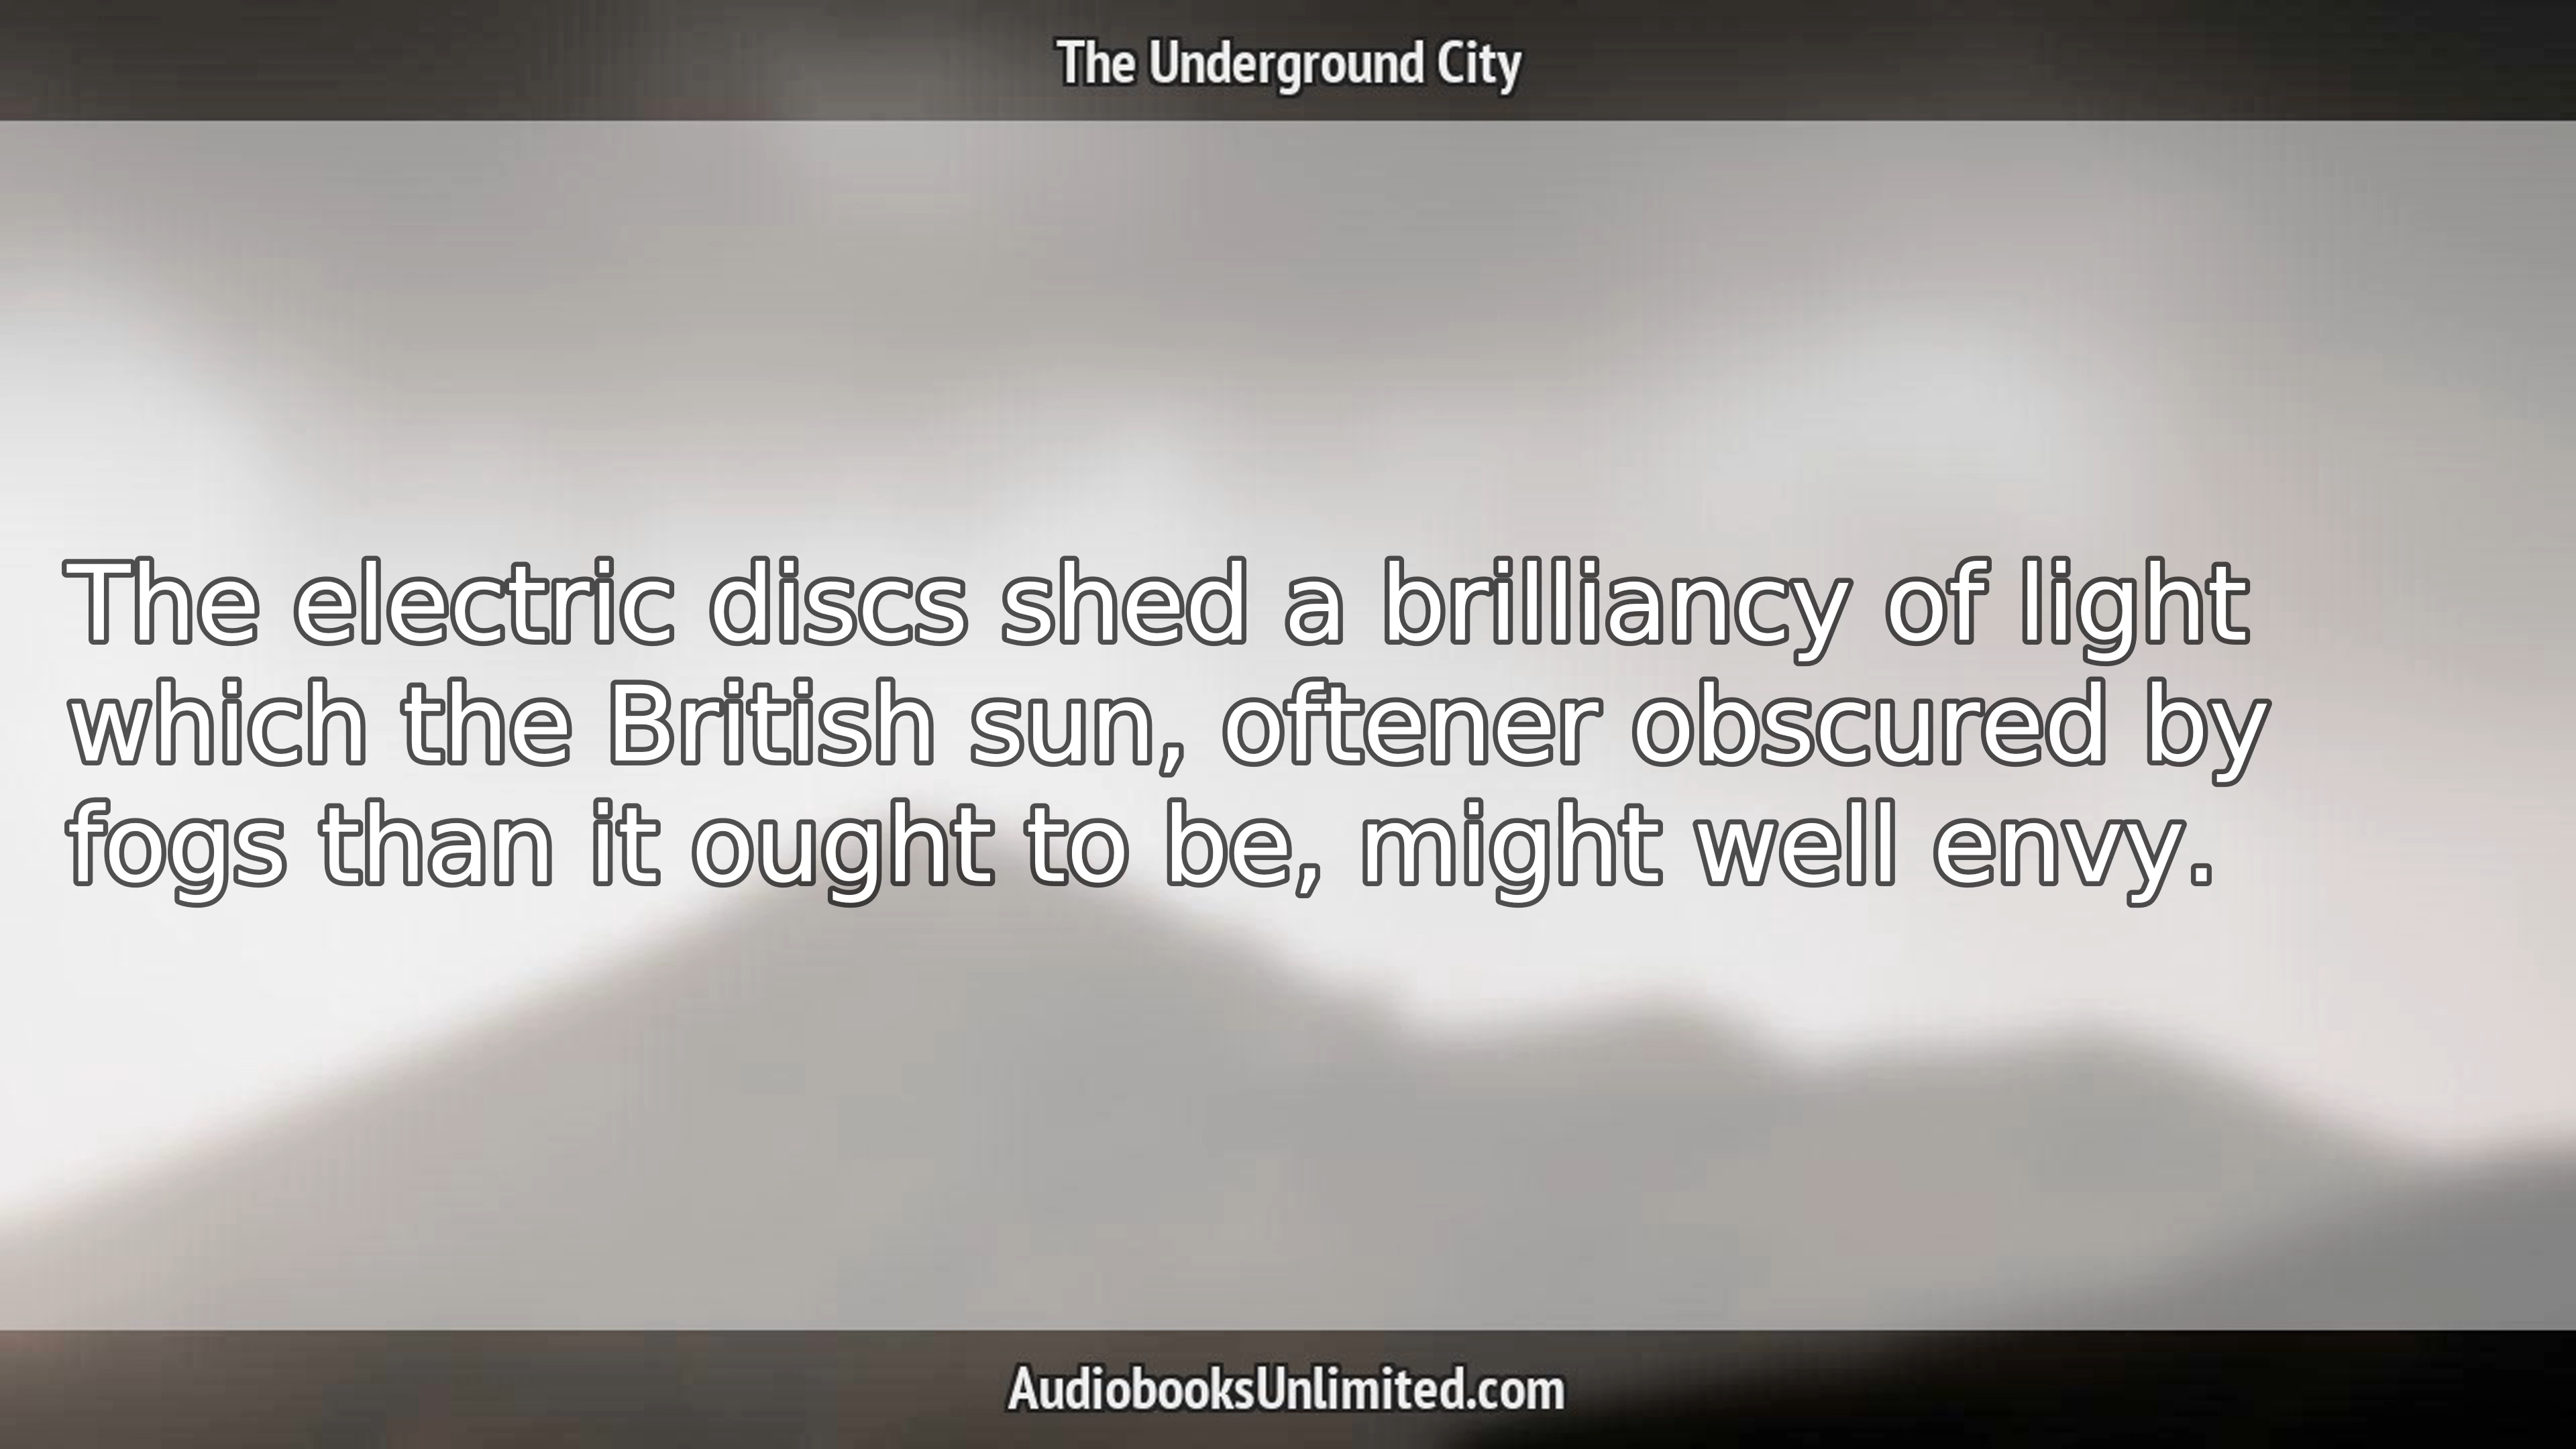 The Underground City
The electric discs shed a brilliancy of light
which the British sun, oftener obscured by
fogs than it ought to be, might well envy.
AudiobooksUnlimited.com